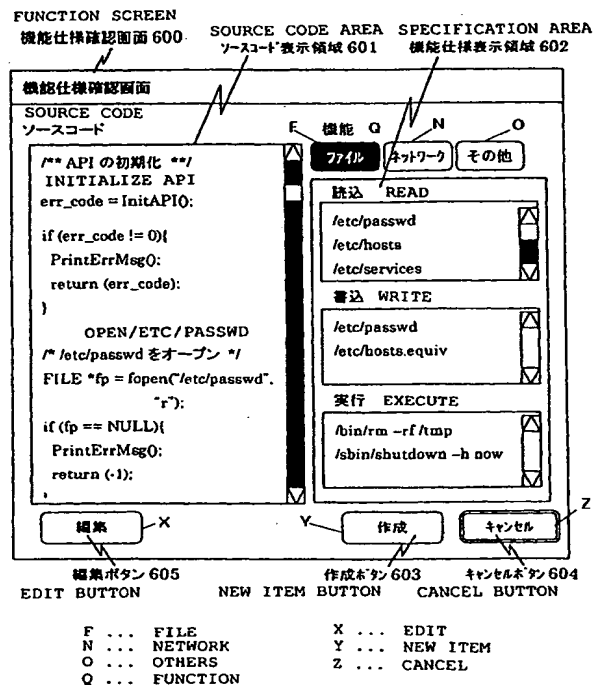 FUNCTION SCREEN
機能仕様確認画面 600
SOURCE CODE AREA
ソースコード表示領域 601
SPECIFICATION AREA
機能仕様表示領域 602
機能仕様確認画面
SOURCE CODE
ソースコード
F 機能 Q N O
ファイル ネットワーク その他
/** API の初期化 **/
INITIALIZE API
err_code = InitAPI();
if (err_code != 0){
PrintErrMsg();
return (err_code);
}
OPEN/ETC/PASSWD
/* /etc/passwd をオープン */
FILE *fp = fopen("/etc/passwd",
"r");
if (fp == NULL){
PrintErrMsg();
return (-1);
読込 READ
/etc/passwd
/etc/hosts
/etc/services
書込 WRITE
/etc/passwd
/etc/hosts.equiv
実行 EXECUTE
/bin/rm –rf /tmp
/sbin/shutdown –h now
編集 X Y 作成 キャンセル Z
編集ボタン 605
EDIT BUTTON
作成ボタン 603
NEW ITEM BUTTON
キャンセルボタン 604
CANCEL BUTTON
F ... FILE
N ... NETWORK
O ... OTHERS
Q ... FUNCTION
X ... EDIT
Y ... NEW ITEM
Z ... CANCEL